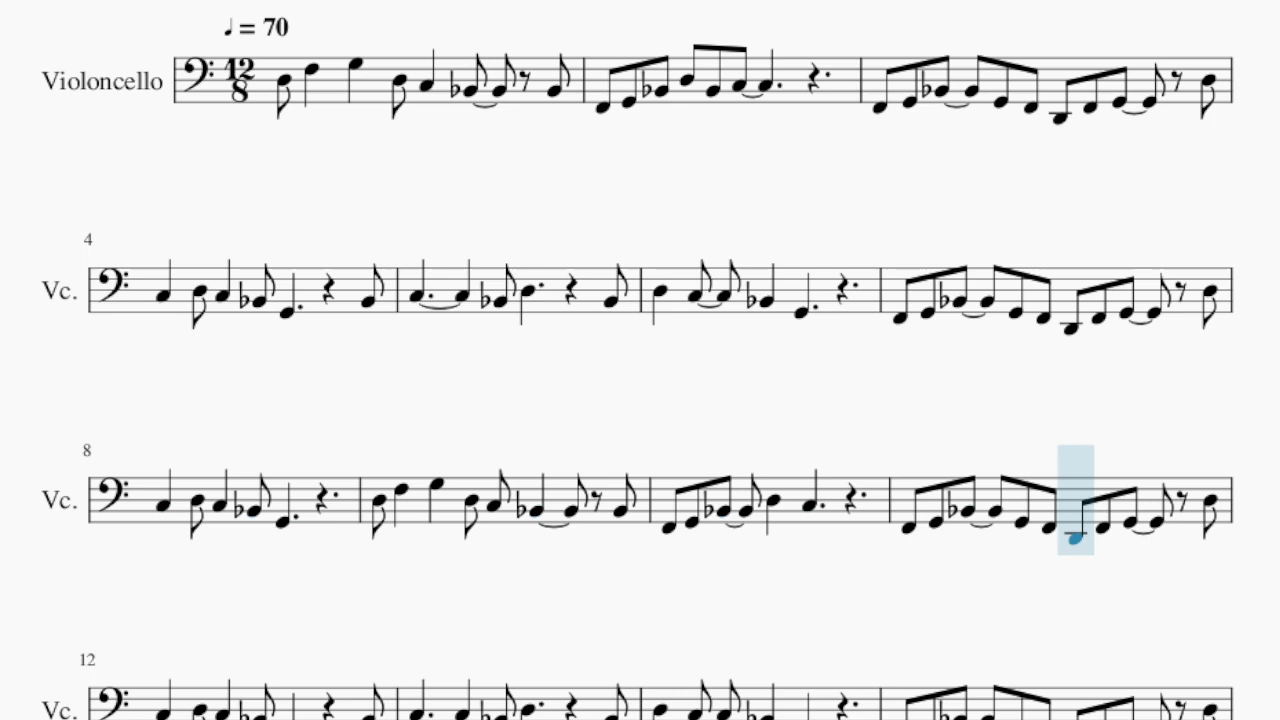 ♩ = 70
Violoncello 12 8
4
Vc.
8
Vc.
12
Vc.